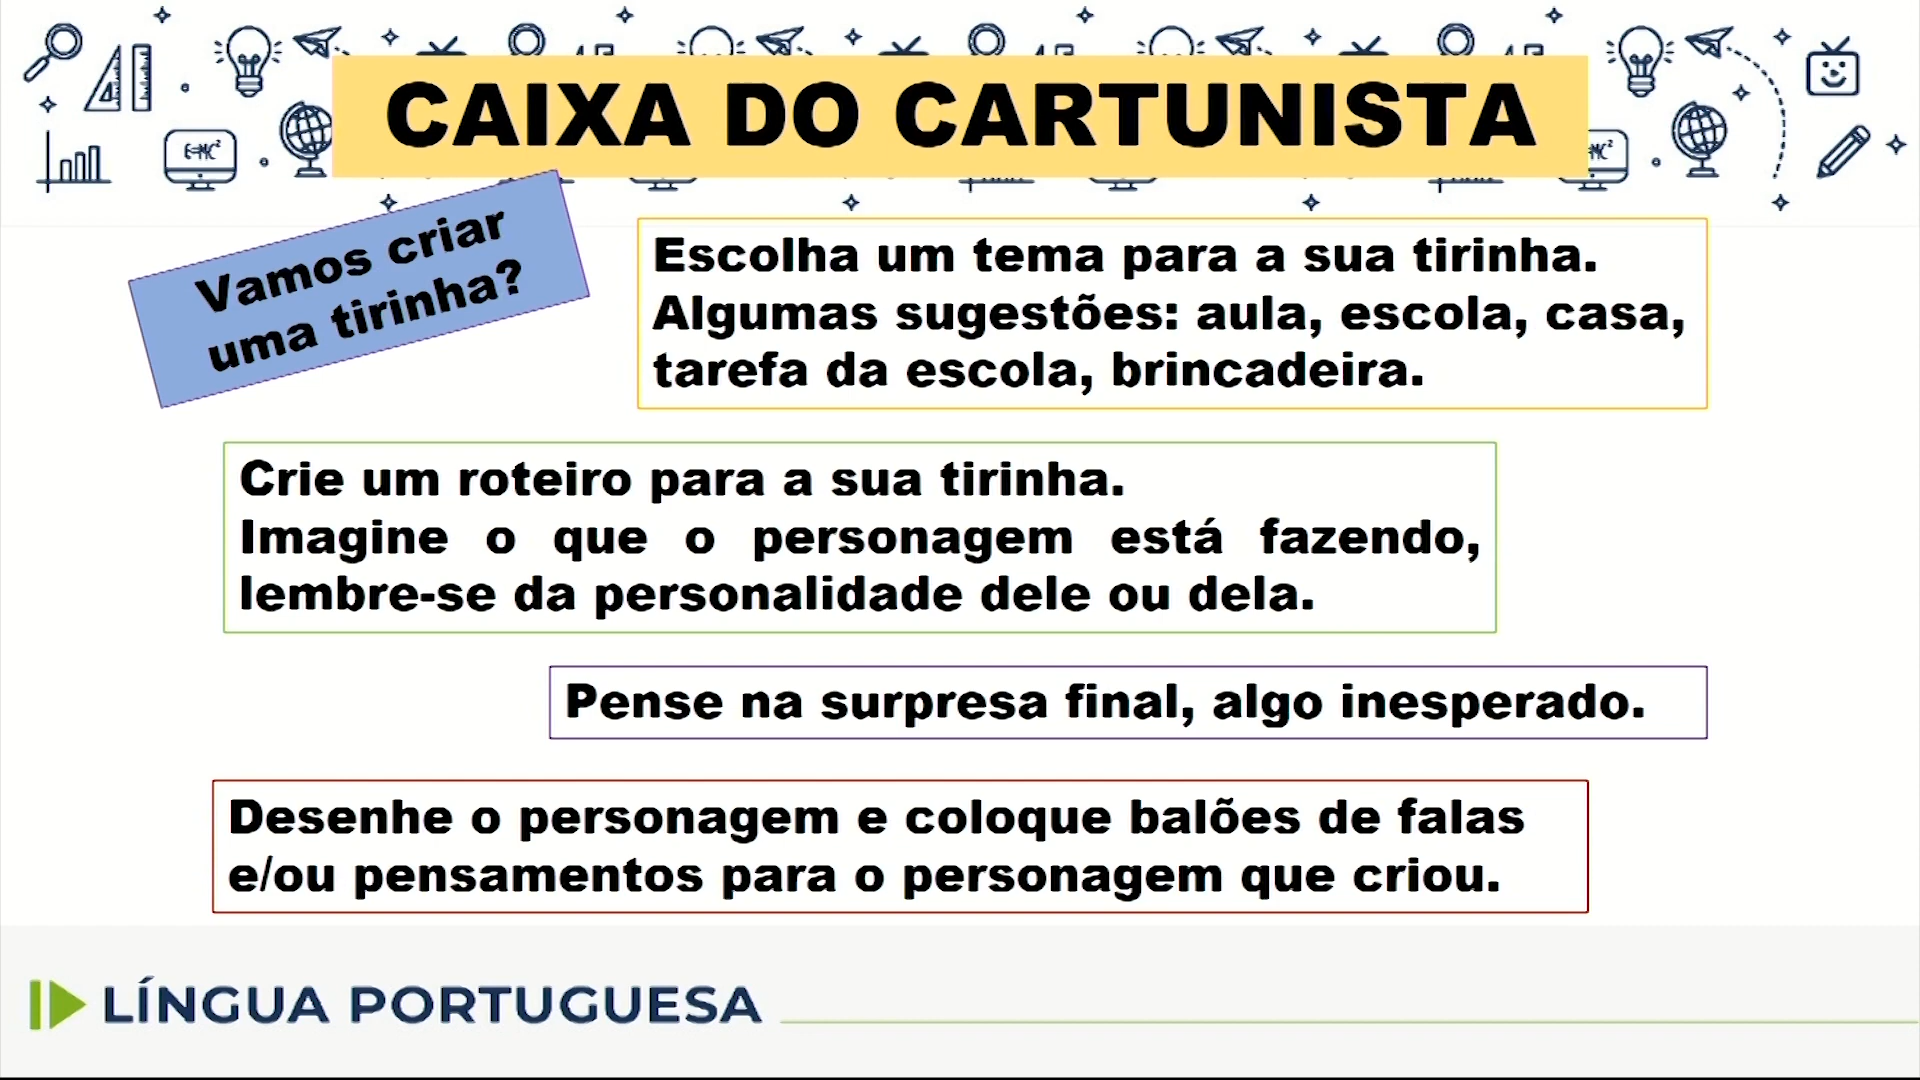 CAIXA DO CARTUNISTA
Vamos criar
uma tirinha?
Escolha um tema para a sua tirinha.
Algumas sugestões: aula, escola, casa,
tarefa da escola, brincadeira.
Crie um roteiro para a sua tirinha.
Imagine o que o personagem está fazendo,
lembre-se da personalidade dele ou dela.
Pense na surpresa final, algo inesperado.
Desenhe o personagem e coloque balões de falas
e/ou pensamentos para o personagem que criou.
LÍNGUA PORTUGUESA